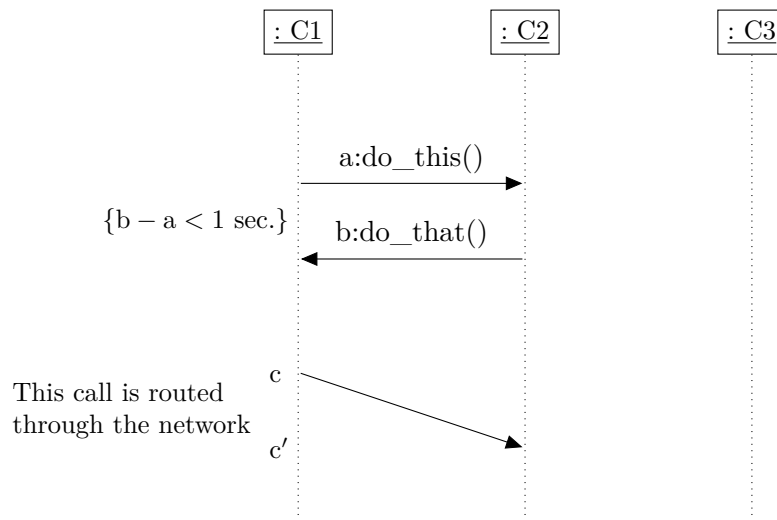 : C1
: C2
: C3
a:do_this()
{b − a < 1 sec.}
b:do_that()
c
This call is routed
through the network
c′